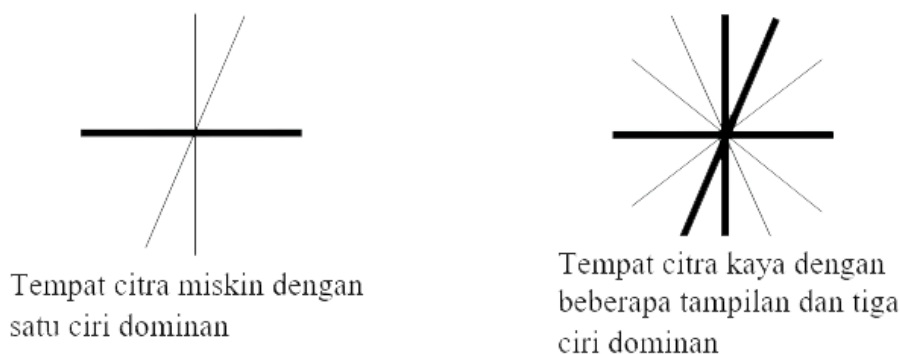 Tempat citra miskin dengan
satu ciri dominan
Tempat citra kaya dengan
beberapa tampilan dan tiga
ciri dominan